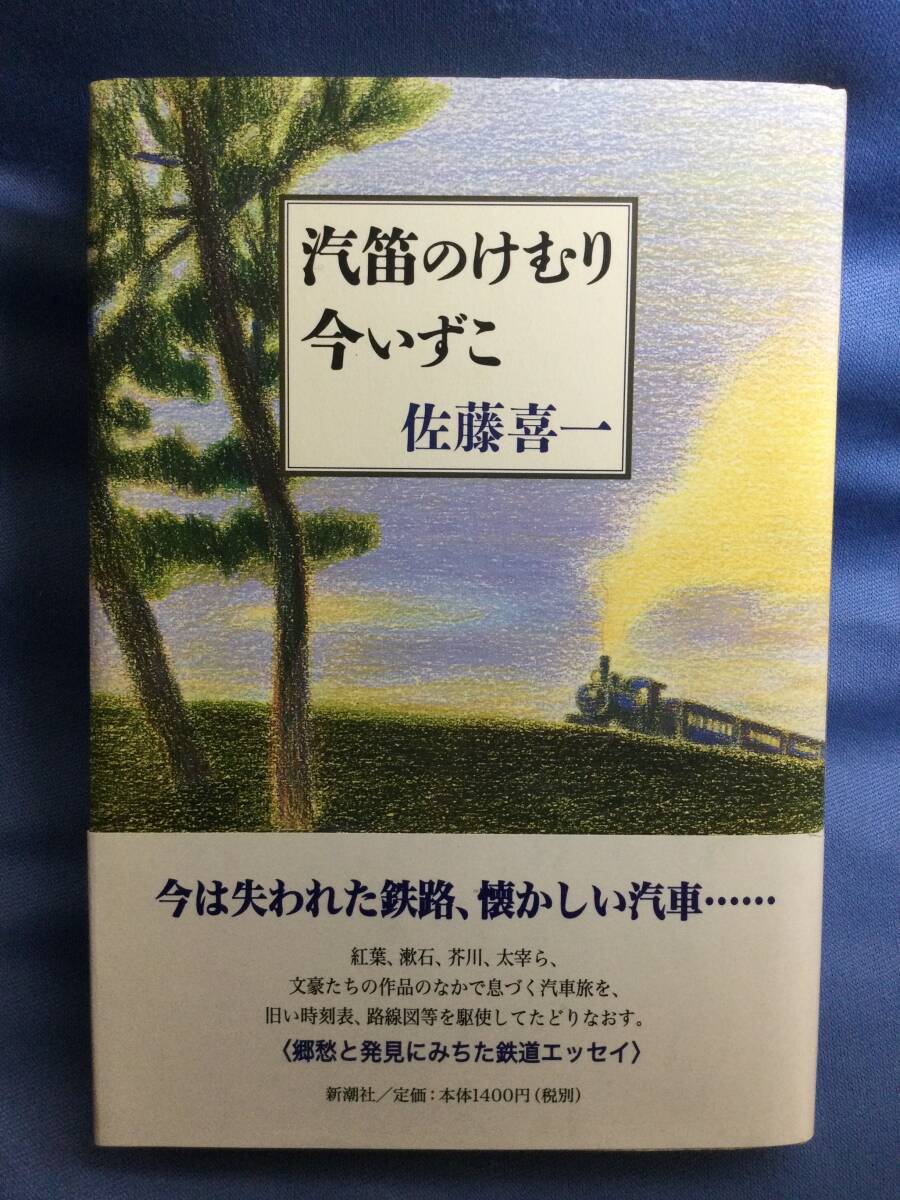 汽笛のけむり
今いずこ
佐藤喜一
今は失われた鉄路、懐かしい汽車……
紅葉、漱石、芥川、太宰ら、
文豪たちの作品のなかで息づく汽車旅を、
旧い時刻表、路線図等を駆使してたどりなおす。
〈郷愁と発見にみちた鉄道エッセイ〉
新潮社／定価：本体1400円（税別）